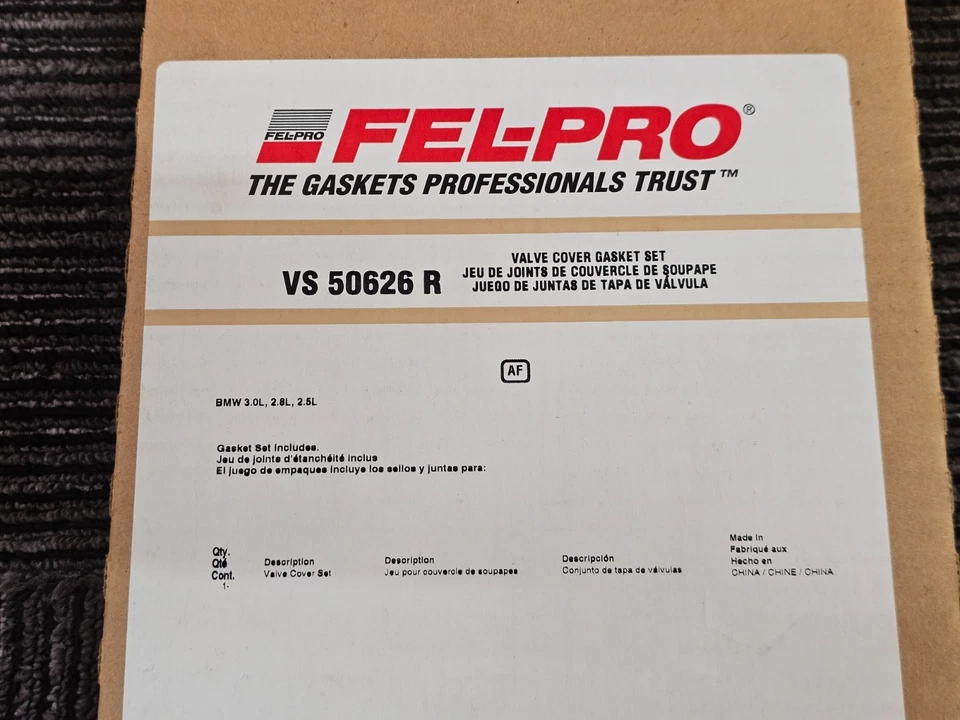 FEL-PRO
FEL-PRO®
THE GASKETS PROFESSIONALS TRUST™
VS 50626 R
VALVE COVER GASKET SET
JEU DE JOINTS DE COUVERCLE DE SOUPAPE
JUEGO DE JUNTAS DE TAPA DE VÁLVULA
AF
BMW 3.0L, 2.8L, 2.5L
Gasket Set Includes.
Jeu de joints d'étanchéité inclus
El juego de empaques incluye los sellos y juntas para:
Qty.
Qté
Cont.
1-
Description
Valve Cover Set
Description
Jeu pour couvercle de soupapes
Descripción
Conjunto de tapa de válvulas
Made in
Fabriqué aux
Hecho en
CHINA / CHINE / CHINA